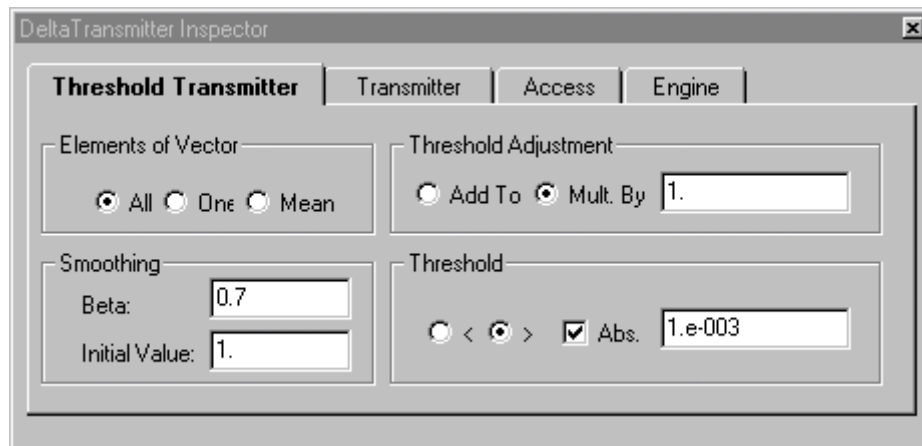 DeltaTransmitter Inspector
Threshold Transmitter Transmitter Access Engine
Elements of Vector
All One Mean
Threshold Adjustment
Add To Mult. By 1.
Smoothing
Beta: 0.7
Initial Value: 1.
Threshold
< > Abs. 1.e-003